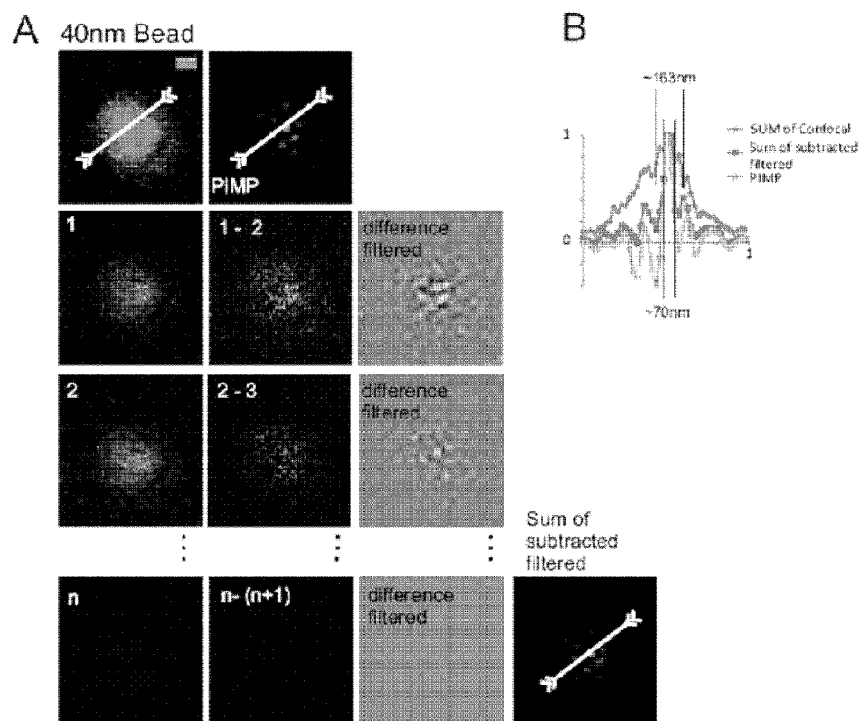 A
40nm Bead
PIMP
1
1 - 2
difference
filtered
2
2 - 3
difference
filtered
n
n- (n+1)
difference
filtered
Sum of
subtracted
filtered
B
~163nm
1
0
1
~70nm
SUM of Confocal
Sum of subtracted
filtered
PIMP